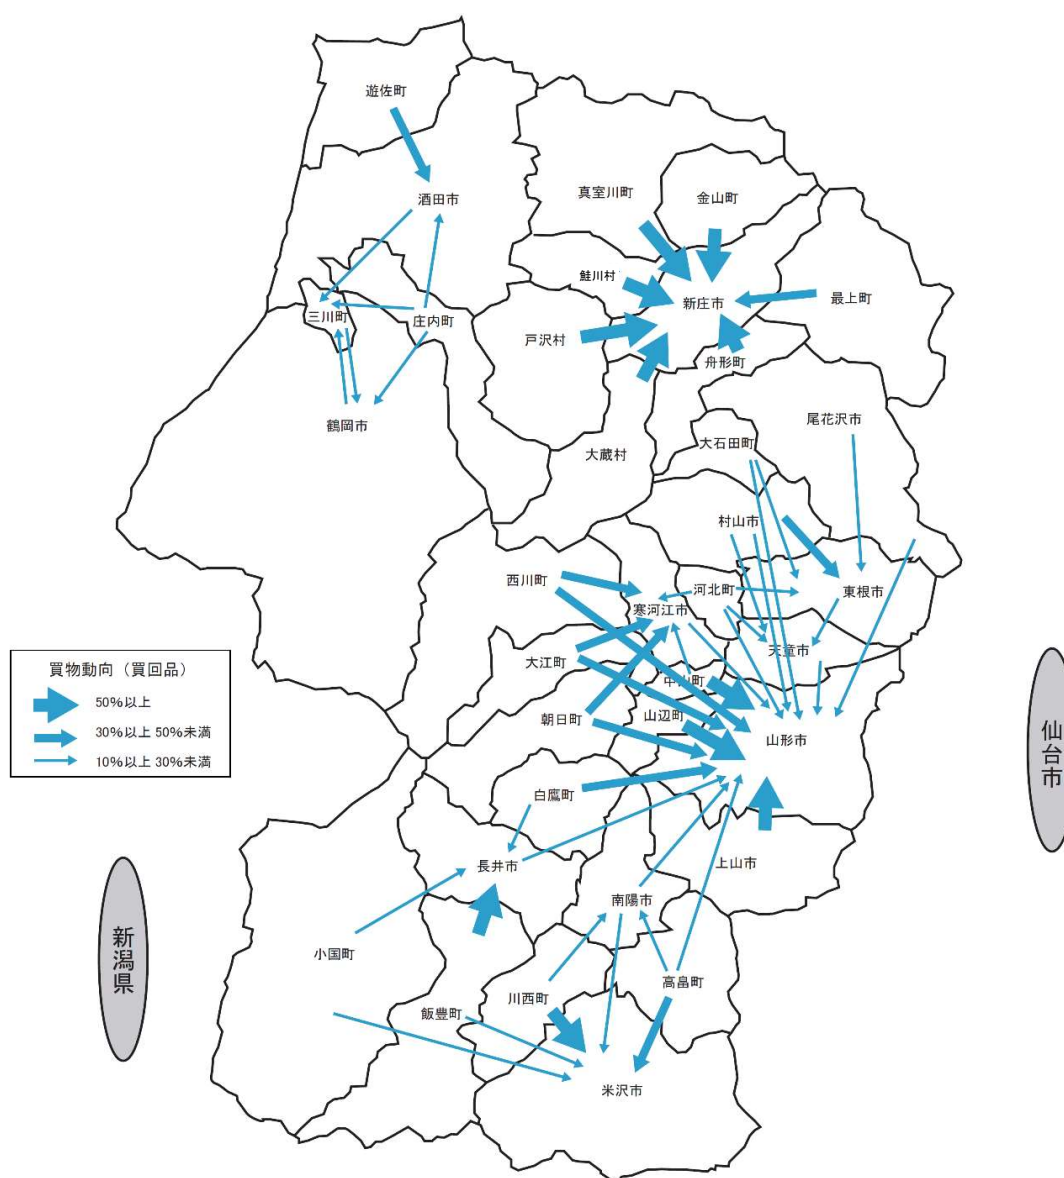 遊佐町
酒田市
真室川町
金山町
鮭川村
新庄市
最上町
三川町
庄内町
戸沢村
舟形町
鶴岡市
尾花沢市
大石田町
大蔵村
村山市
西川町
河北町
東根市
寒河江市
天童市
大江町
中山町
朝日町
山辺町
山形市
買物動向（買回品）
50％以上
30％以上 50％未満
10％以上 30％未満
仙台市
白鷹町
長井市
上山市
南陽市
新潟県
小国町
川西町
高畠町
飯豊町
米沢市